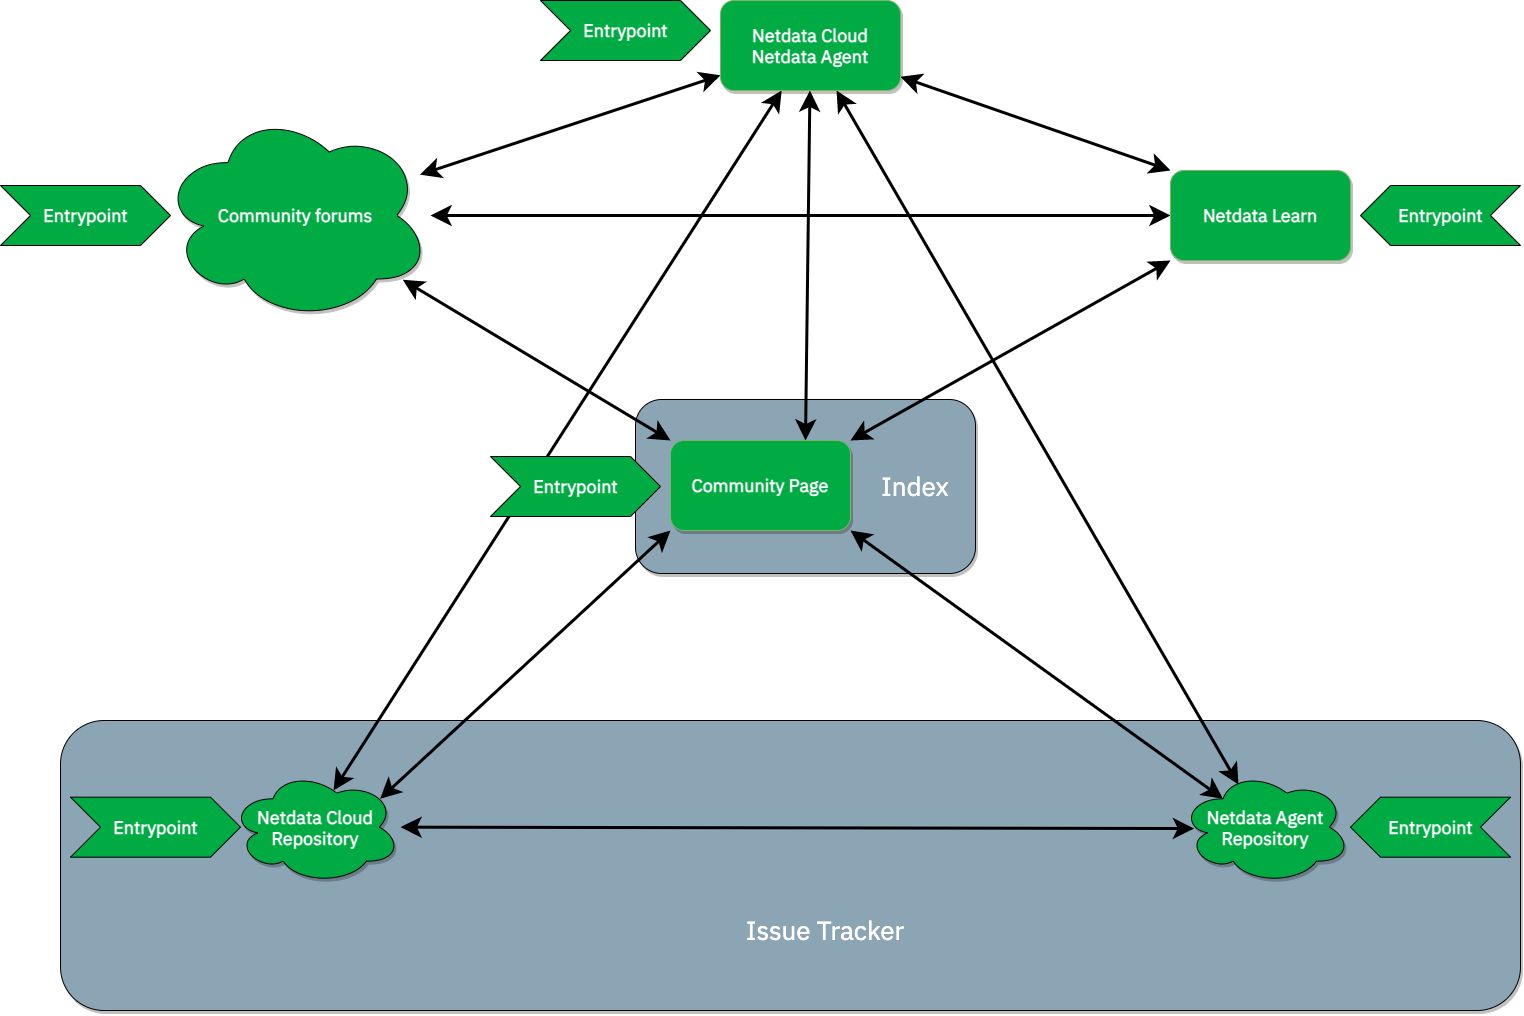 Entrypoint
Netdata Cloud
Netdata Agent
Entrypoint
Community forums
Netdata Learn
Entrypoint
Entrypoint
Community Page
Index
Entrypoint
Netdata Cloud
Repository
Netdata Agent
Repository
Entrypoint
Issue Tracker